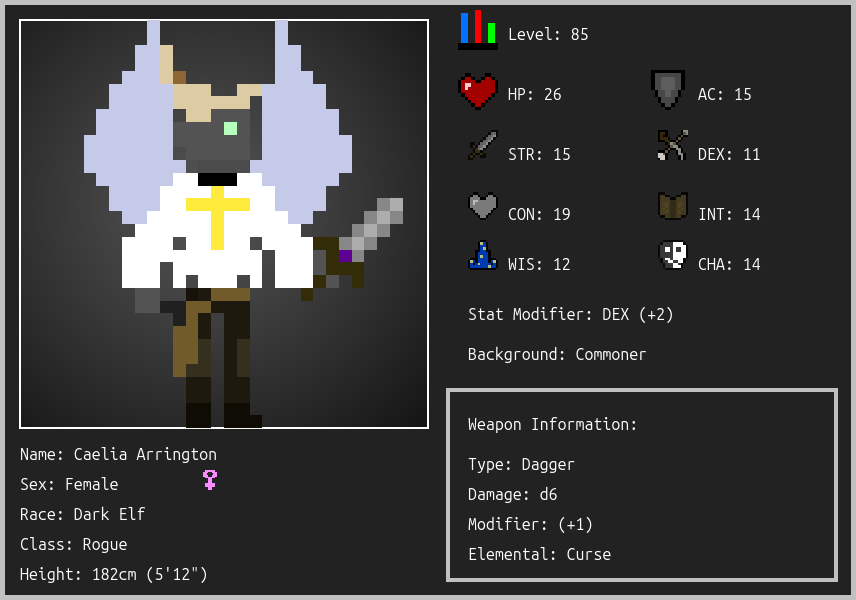 Level: 85
HP: 26
AC: 15
STR: 15
DEX: 11
CON: 19
INT: 14
WIS: 12
CHA: 14
Stat Modifier: DEX (+2)
Background: Commoner
Weapon Information:
Type: Dagger
Damage: d6
Modifier: (+1)
Elemental: Curse
Name: Caelia Arrington
Sex: Female
Race: Dark Elf
Class: Rogue
Height: 182cm (5'12")